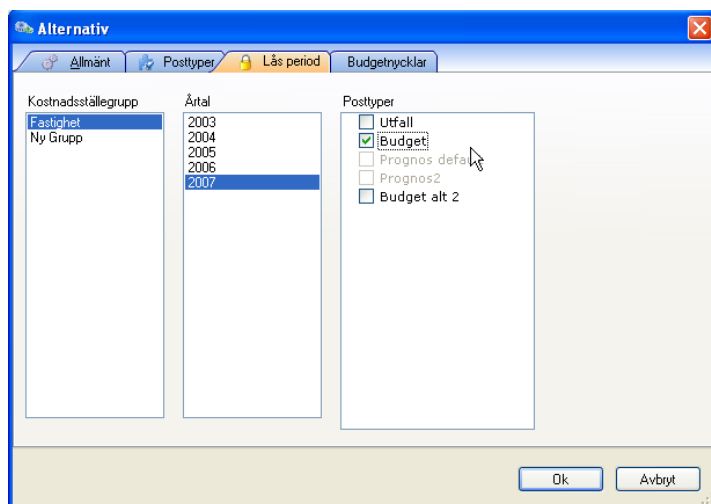 Alternativ
Allmänt
Posttyper
Lås period
Budgetnycklar
Kostnadsställegrupp
Årtal
Posttyper
Fastighet
Ny Grupp
2003
2004
2005
2006
2007
Utfall
Budget
Prognos
Prognos2
Budget alt 2
Ok
Avbryt